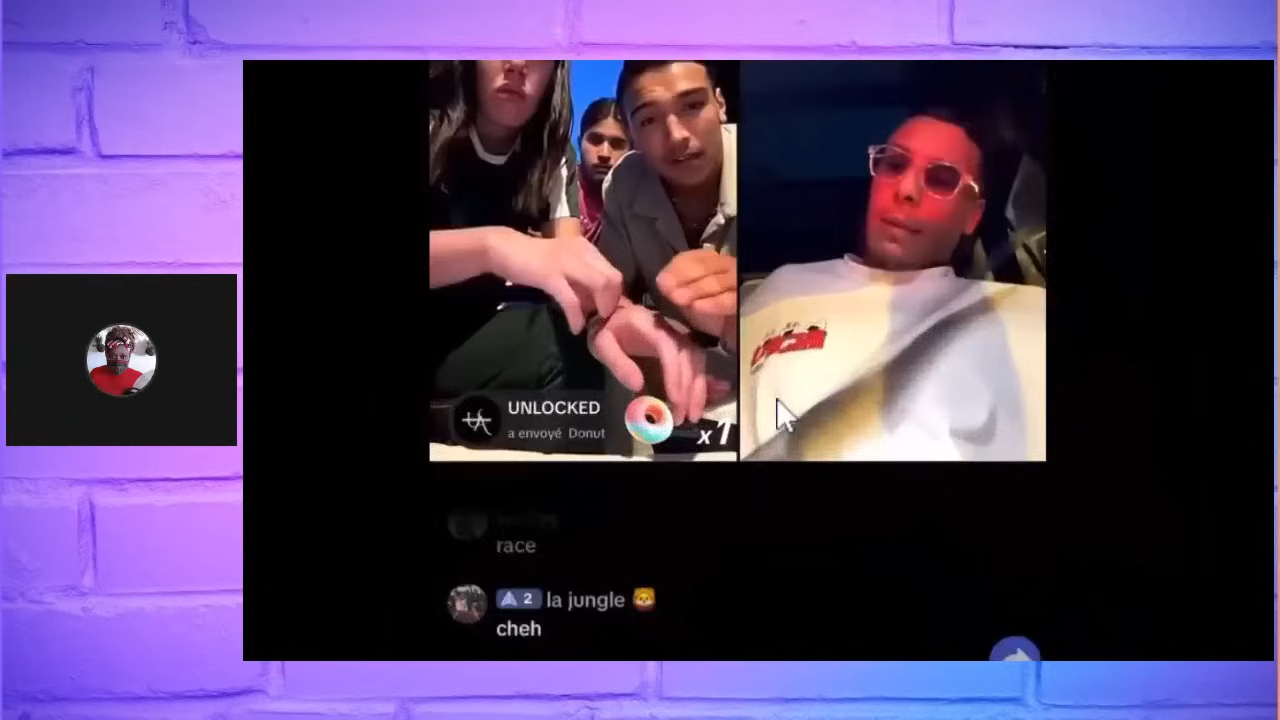 UNLOCKED
a envoyé Donut
x1
race
2 la jungle
cheh